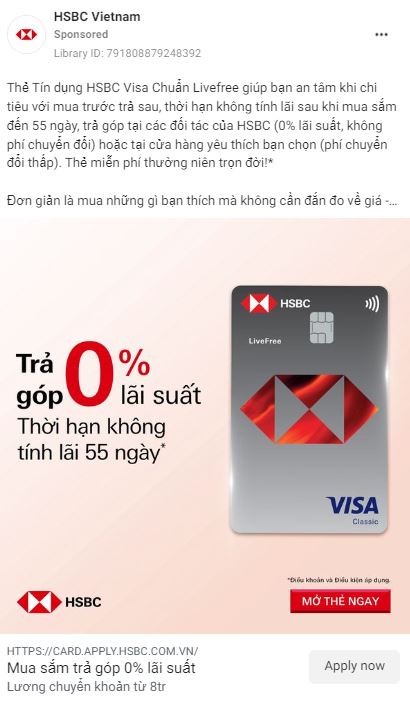 HSBC Vietnam
Sponsored
Library ID: 791808879248392
Thẻ Tín dụng HSBC Visa Chuẩn Livefree giúp bạn an tâm khi chi
tiêu với mua trước trả sau, thời hạn không tính lãi sau khi mua sắm
đến 55 ngày, trả góp tại các đối tác của HSBC (0% lãi suất, không
phí chuyển đổi) hoặc tại cửa hàng yêu thích bạn chọn (phí chuyển
đổi thấp). Thẻ miễn phí thường niên trọn đời!*
Đơn giản là mua những gì bạn thích mà không cần đắn đo về giá -...
HSBC
LiveFree
Trả góp 0% lãi suất
Thời hạn không
tính lãi 55 ngày*
VISA
Classic
*Điều khoản và Điều kiện áp dụng.
HSBC
MỞ THẺ NGAY
HTTPS://CARD.APPLY.HSBC.COM.VN/
Mua sắm trả góp 0% lãi suất
Lương chuyển khoản từ 8tr
Apply now